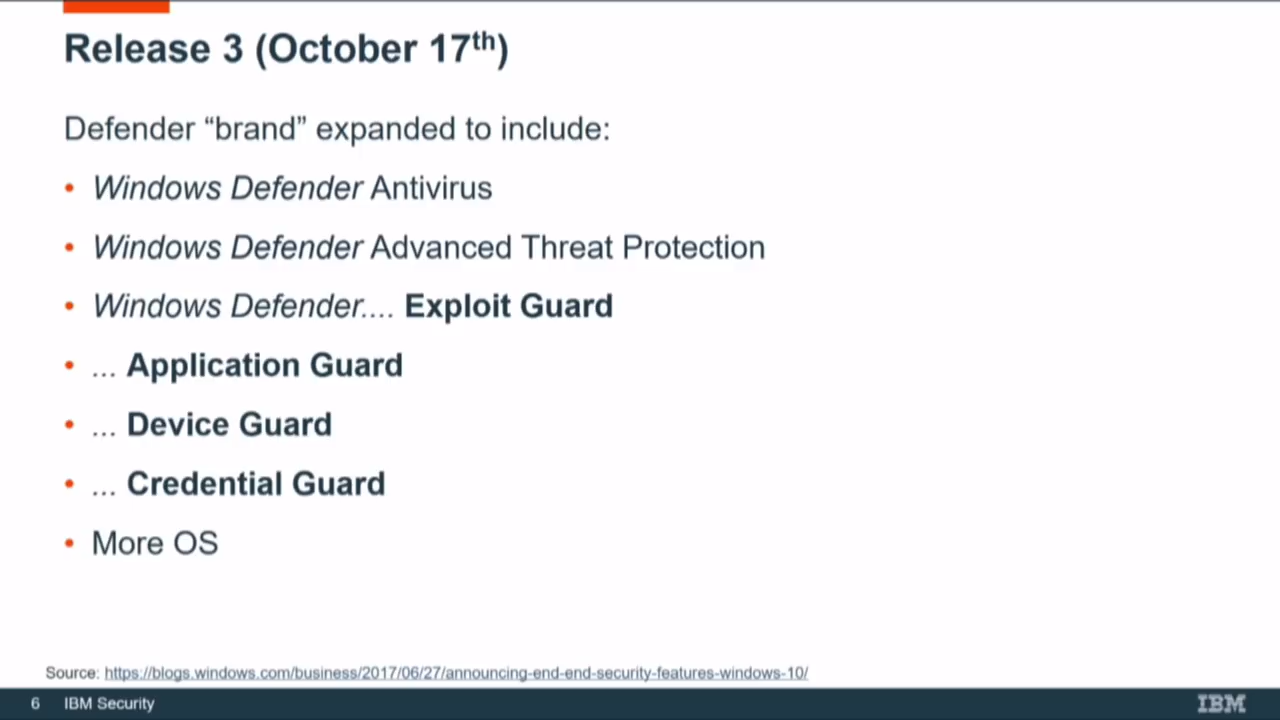 Release 3 (October 17th)
Defender “brand” expanded to include:
• Windows Defender Antivirus
• Windows Defender Advanced Threat Protection
• Windows Defender.... Exploit Guard
• ... Application Guard
• ... Device Guard
• ... Credential Guard
• More OS
Source: https://blogs.windows.com/business/2017/06/27/announcing-end-end-security-features-windows-10/
6 IBM Security IBM